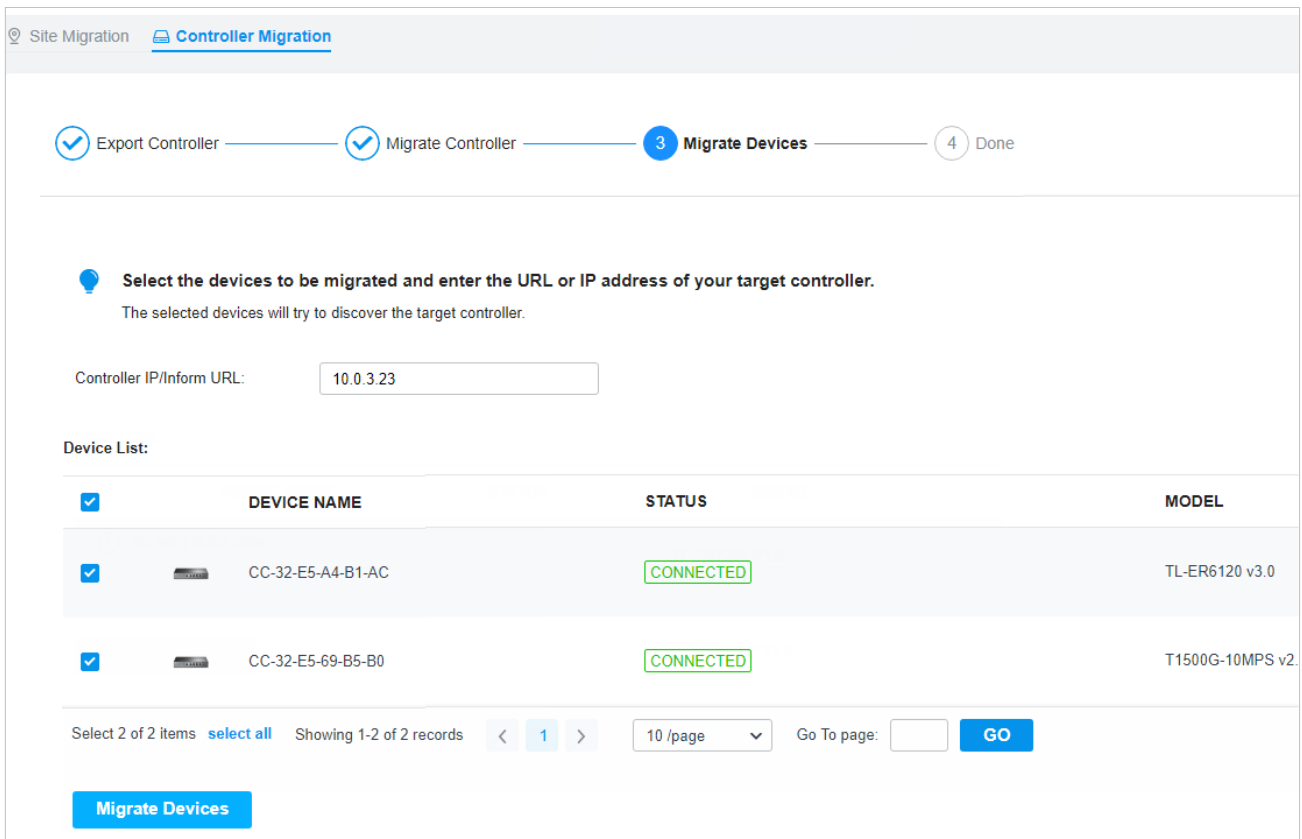 Site Migration Controller Migration
Export Controller Migrate Controller 3 Migrate Devices 4 Done
Select the devices to be migrated and enter the URL or IP address of your target controller.
The selected devices will try to discover the target controller.
Controller IP/Inform URL: 10.0.3.23
Device List:
DEVICE NAME STATUS MODEL
CC-32-E5-A4-B1-AC CONNECTED TL-ER6120 v3.0
CC-32-E5-69-B5-B0 CONNECTED T1500G-10MPS v2.
Select 2 of 2 items select all Showing 1-2 of 2 records < 1 > 10 /page Go To page: GO
Migrate Devices